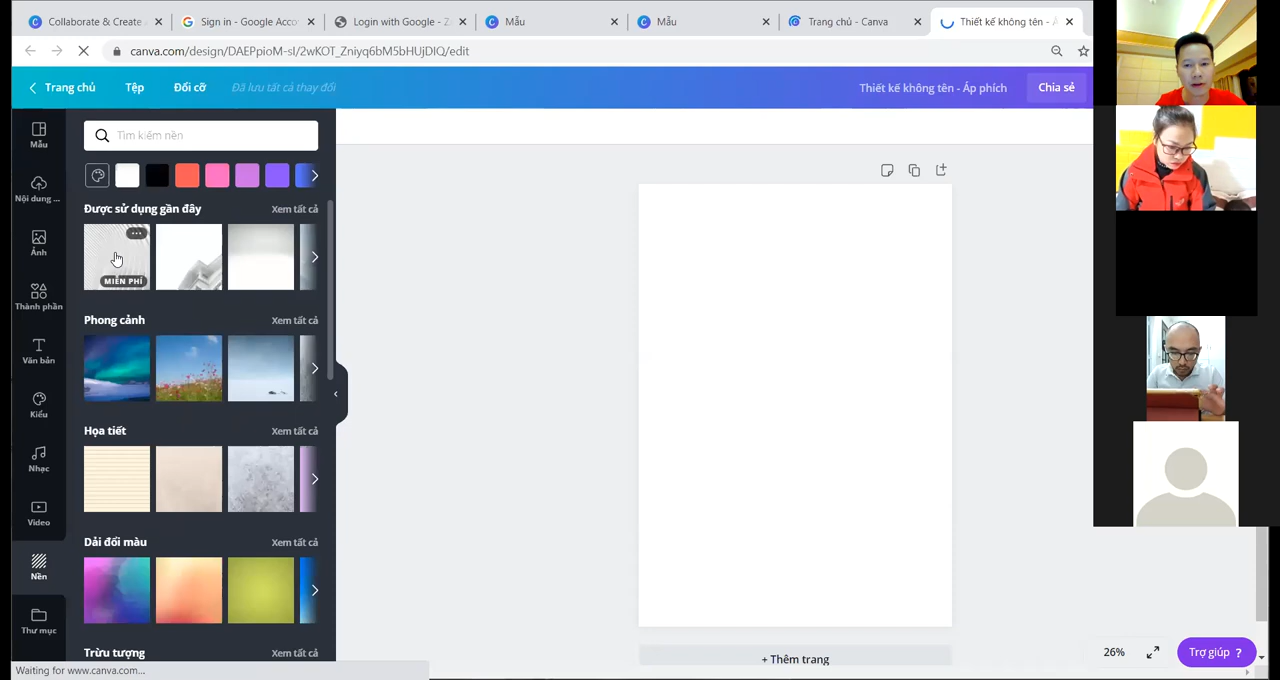 Collaborate & Create
Sign in - Google Acco
Login with Google - Z
Mẫu
Mẫu
Trang chủ - Canva
Thiết kế không tên - Á
canva.com/design/DAEPpioM-sI/2wKOT_Zniyq6bM5bHUjDIQ/edit
Trang chủ
Tệp
Đổi cỡ
Đã lưu tất cả thay đổi
Thiết kế không tên - Áp phích
Chia sẻ
Mẫu
Nội dung ...
Ảnh
Thành phần
Văn bản
Kiểu
Nhạc
Video
Nền
Thư mục
Tìm kiếm nền
Được sử dụng gần đây
Xem tất cả
MIỄN PHÍ
Phong cảnh
Xem tất cả
Họa tiết
Xem tất cả
Dải đổi màu
Xem tất cả
Trừu tượng
Xem tất cả
+ Thêm trang
26%
Trợ giúp ?
Waiting for www.canva.com...